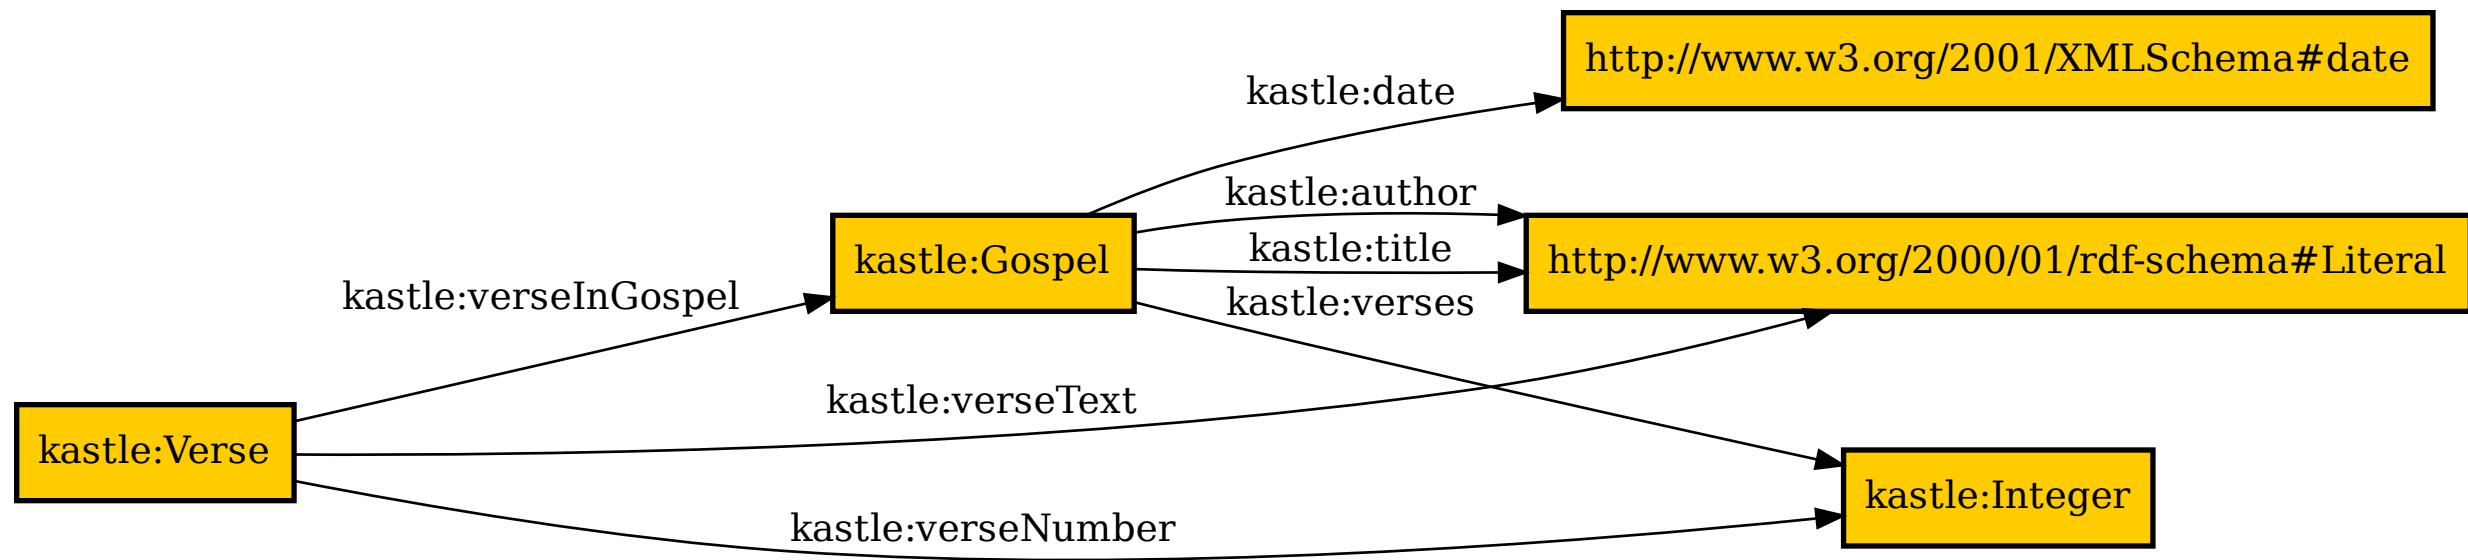 http://www.w3.org/2001/XMLSchema#date
kastle:date
kastle:author
kastle:Gospel
kastle:title
http://www.w3.org/2000/01/rdf-schema#Literal
kastle:verseInGospel
kastle:verses
kastle:verseText
kastle:Verse
kastle:Integer
kastle:verseNumber